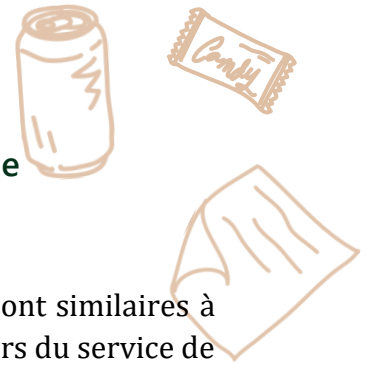 Candy
e
ont similaires à
rs du service de